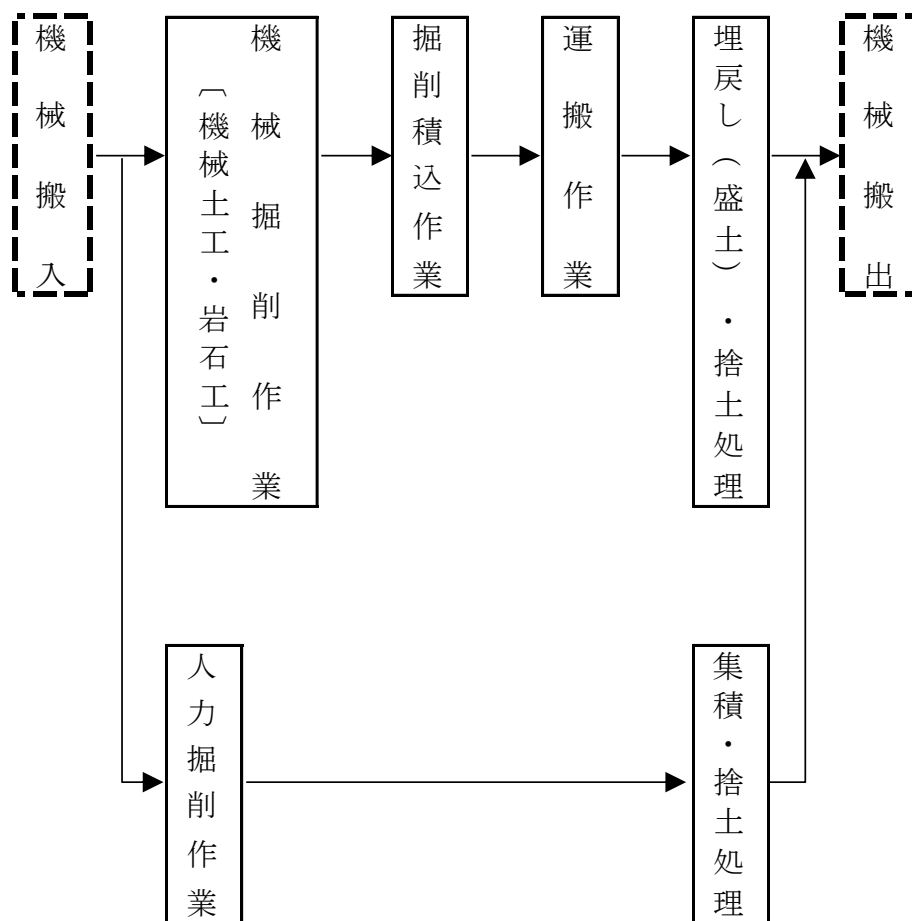 機械搬入
機械掘削作業
〔機械土工・岩石工〕
掘削積込作業
運搬作業
埋戻し（盛土）・捨土処理
機械搬出
人力掘削作業
集積・捨土処理